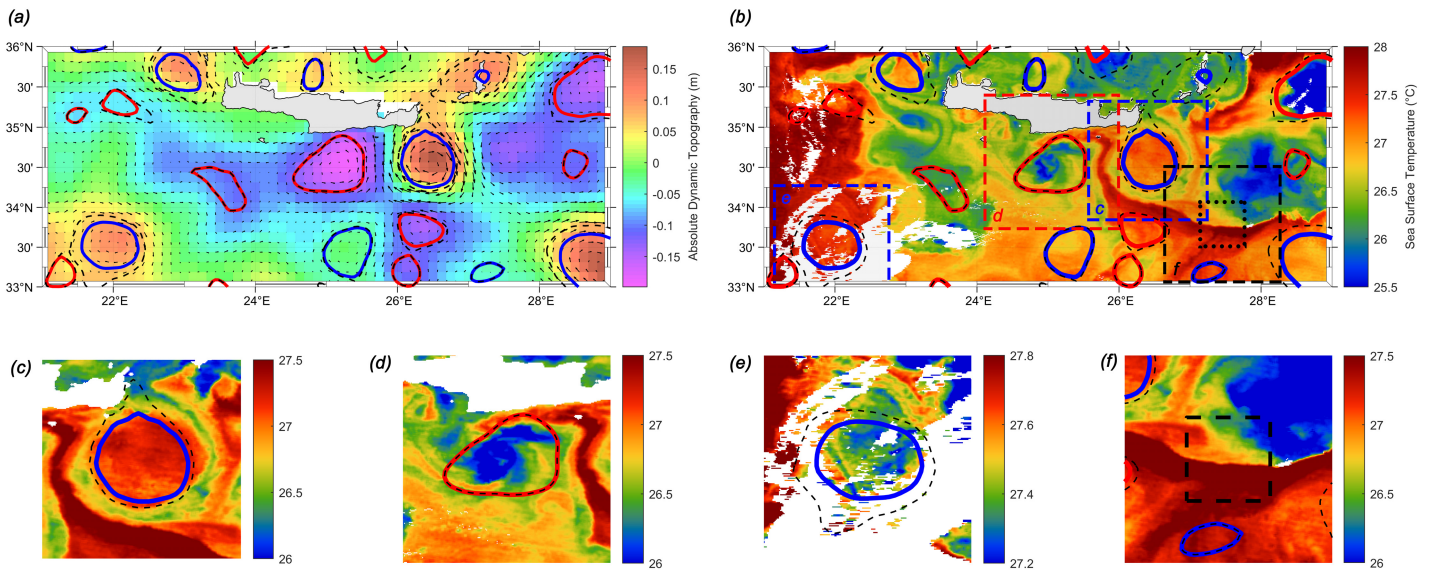 (a)
36°N
30'
35°N
30'
34°N
30'
33°N
22°E
24°E
26°E
28°E
0.15
0.10
0.05
0
-0.05
-0.10
-0.15
Absolute Dynamic Topography (m)
(b)
36°N
30'
35°N
30'
34°N
30'
33°N
22°E
24°E
26°E
28°E
e
d
c
f
28
27.5
27
26.5
26
25.5
Sea Surface Temperature (°C)
(c)
27.5
27
26.5
26
(d)
27.5
27
26.5
26
(e)
27.8
27.6
27.4
27.2
(f)
27.5
27
26.5
26